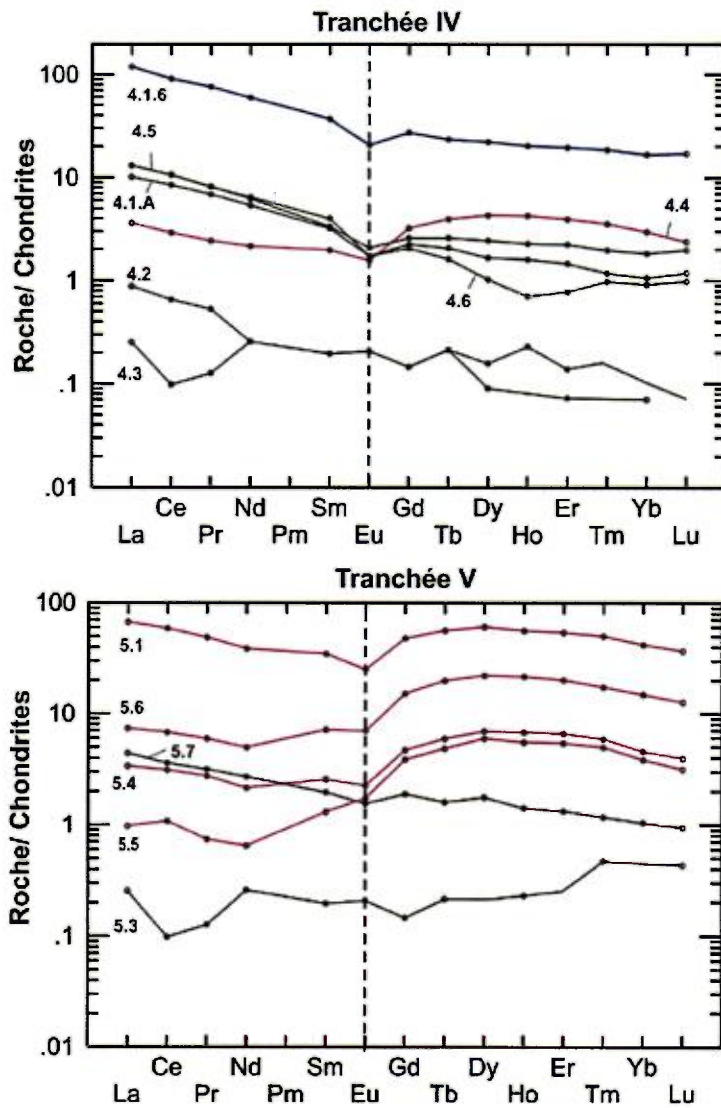 Tranchée IV
Roche/ Chondrites
100
10
1
.1
.01
4.1.6
4.5
4.1.A
4.4
4.2
4.6
4.3
Ce Nd Sm Gd Dy Er Yb
La Pr Pm Eu Tb Ho Tm Lu
Tranchée V
Roche/ Chondrites
100
10
1
.1
.01
5.1
5.6
5.7
5.4
5.5
5.3
Ce Nd Sm Gd Dy Er Yb
La Pr Pm Eu Tb Ho Tm Lu